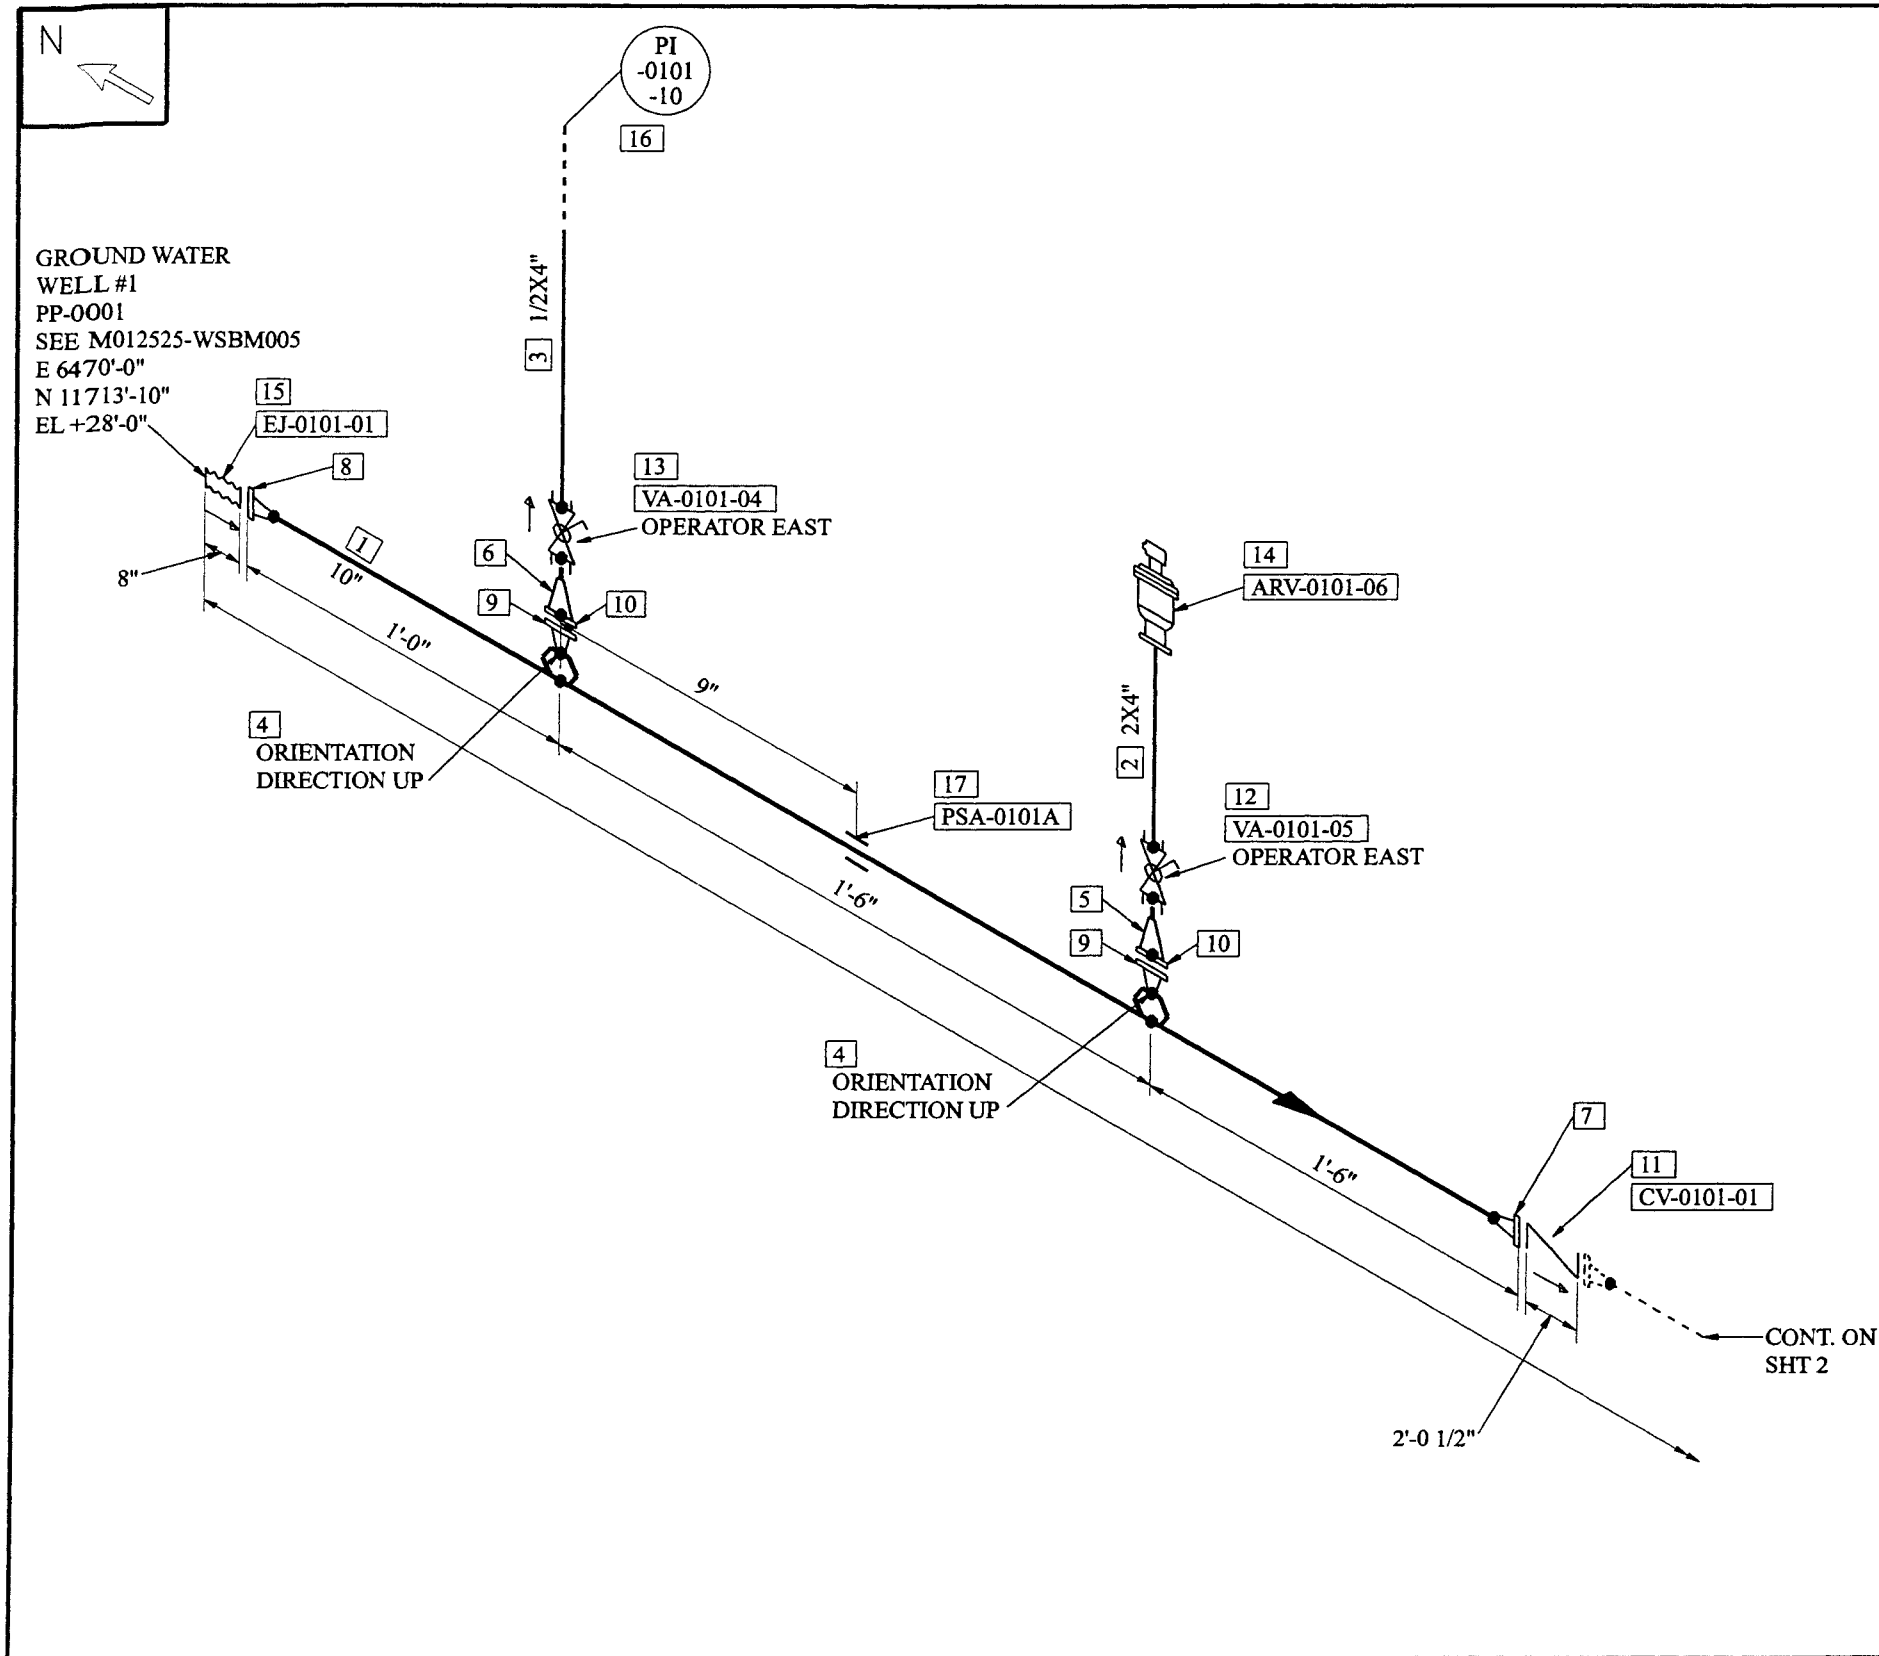 N
PI
-0101
-10
16
GROUND WATER
WELL #1
PP-0001
SEE M012525-WSBM005
E 6470'-0"
N 11713'-10"
EL +28'-0"
15
EJ-0101-01
8
3 1/2X4"
13
VA-0101-04
OPERATOR EAST
6
9
10
8"
1
10"
1'-0"
9"
4
ORIENTATION
DIRECTION UP
14
ARV-0101-06
2 2X4"
17
PSA-0101A
12
VA-0101-05
OPERATOR EAST
1'-6"
5
9
10
4
ORIENTATION
DIRECTION UP
7
1'-6"
11
CV-0101-01
CONT. ON
SHT 2
2'-0 1/2"